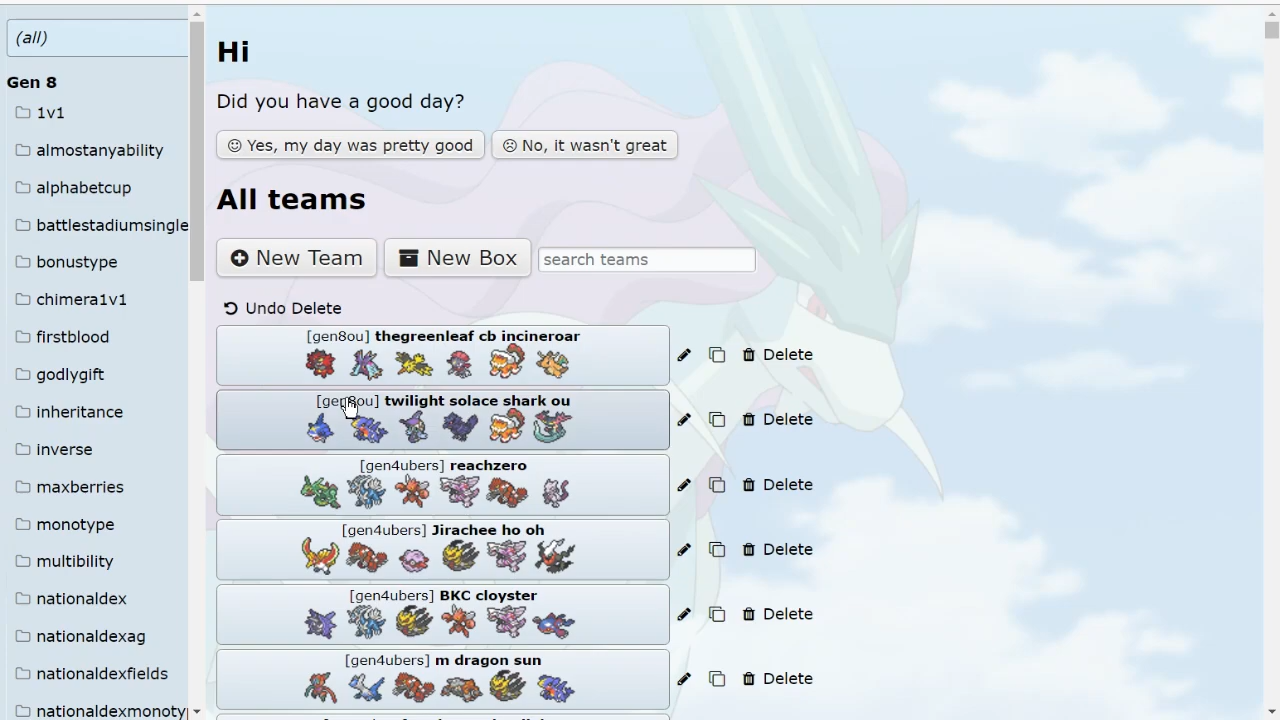 (all)
Gen 8
1v1
almostanyability
alphabetcup
battlestadiumsingle
bonustype
chimera1v1
firstblood
godlygift
inheritance
inverse
maxberries
monotype
multibility
nationaldex
nationaldexag
nationaldexfields
nationaldexmonoty
Hi
Did you have a good day?
Yes, my day was pretty good
No, it wasn't great
All teams
New Team
New Box
search teams
Undo Delete
[gen8ou] thegreenleaf cb incineroar
Delete
[gen8ou] twilight solace shark ou
Delete
[gen4ubers] reachzero
Delete
[gen4ubers] Jirachee ho oh
Delete
[gen4ubers] BKC cloyster
Delete
[gen4ubers] m dragon sun
Delete